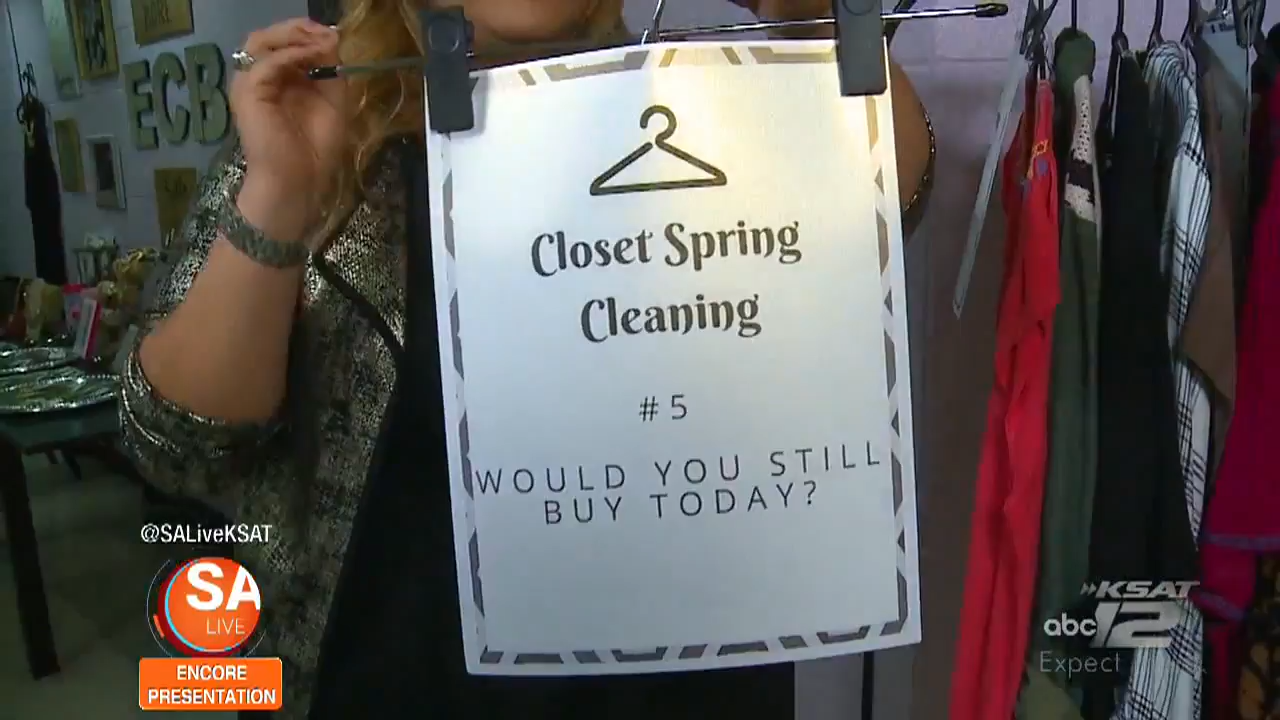 ECB
Closet Spring
Cleaning
#5
WOULD YOU STILL
BUY TODAY?
@SALiveKSAT
SA
LIVE
ENCORE
PRESENTATION
KSAT
abc 12
Expect